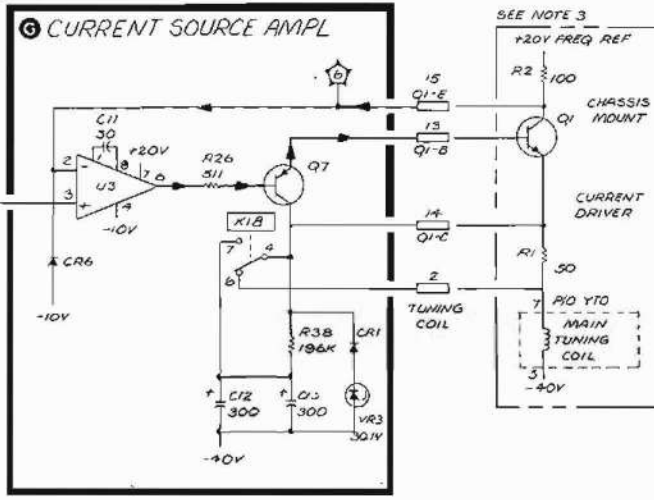 G CURRENT SOURCE AMPL
SEE NOTE 3
+20V FREQ REF
R2
100
6
15
Q1-E
CHASSIS
MOUNT
Q1
C11
30
+20V
R26
511
Q7
13
Q1-B
2
-
1
8
7
6
U3
3
+
4
-10V
K18
14
Q1-C
CURRENT
DRIVER
7
4
6
R1
50
CR6
2
TUNING
COIL
7
P/O YTO
-10V
R38
196K
CR1
MAIN
TUNING
COIL
+
C12
300
+
300
VR3
30.1V
5
-40V
-40V